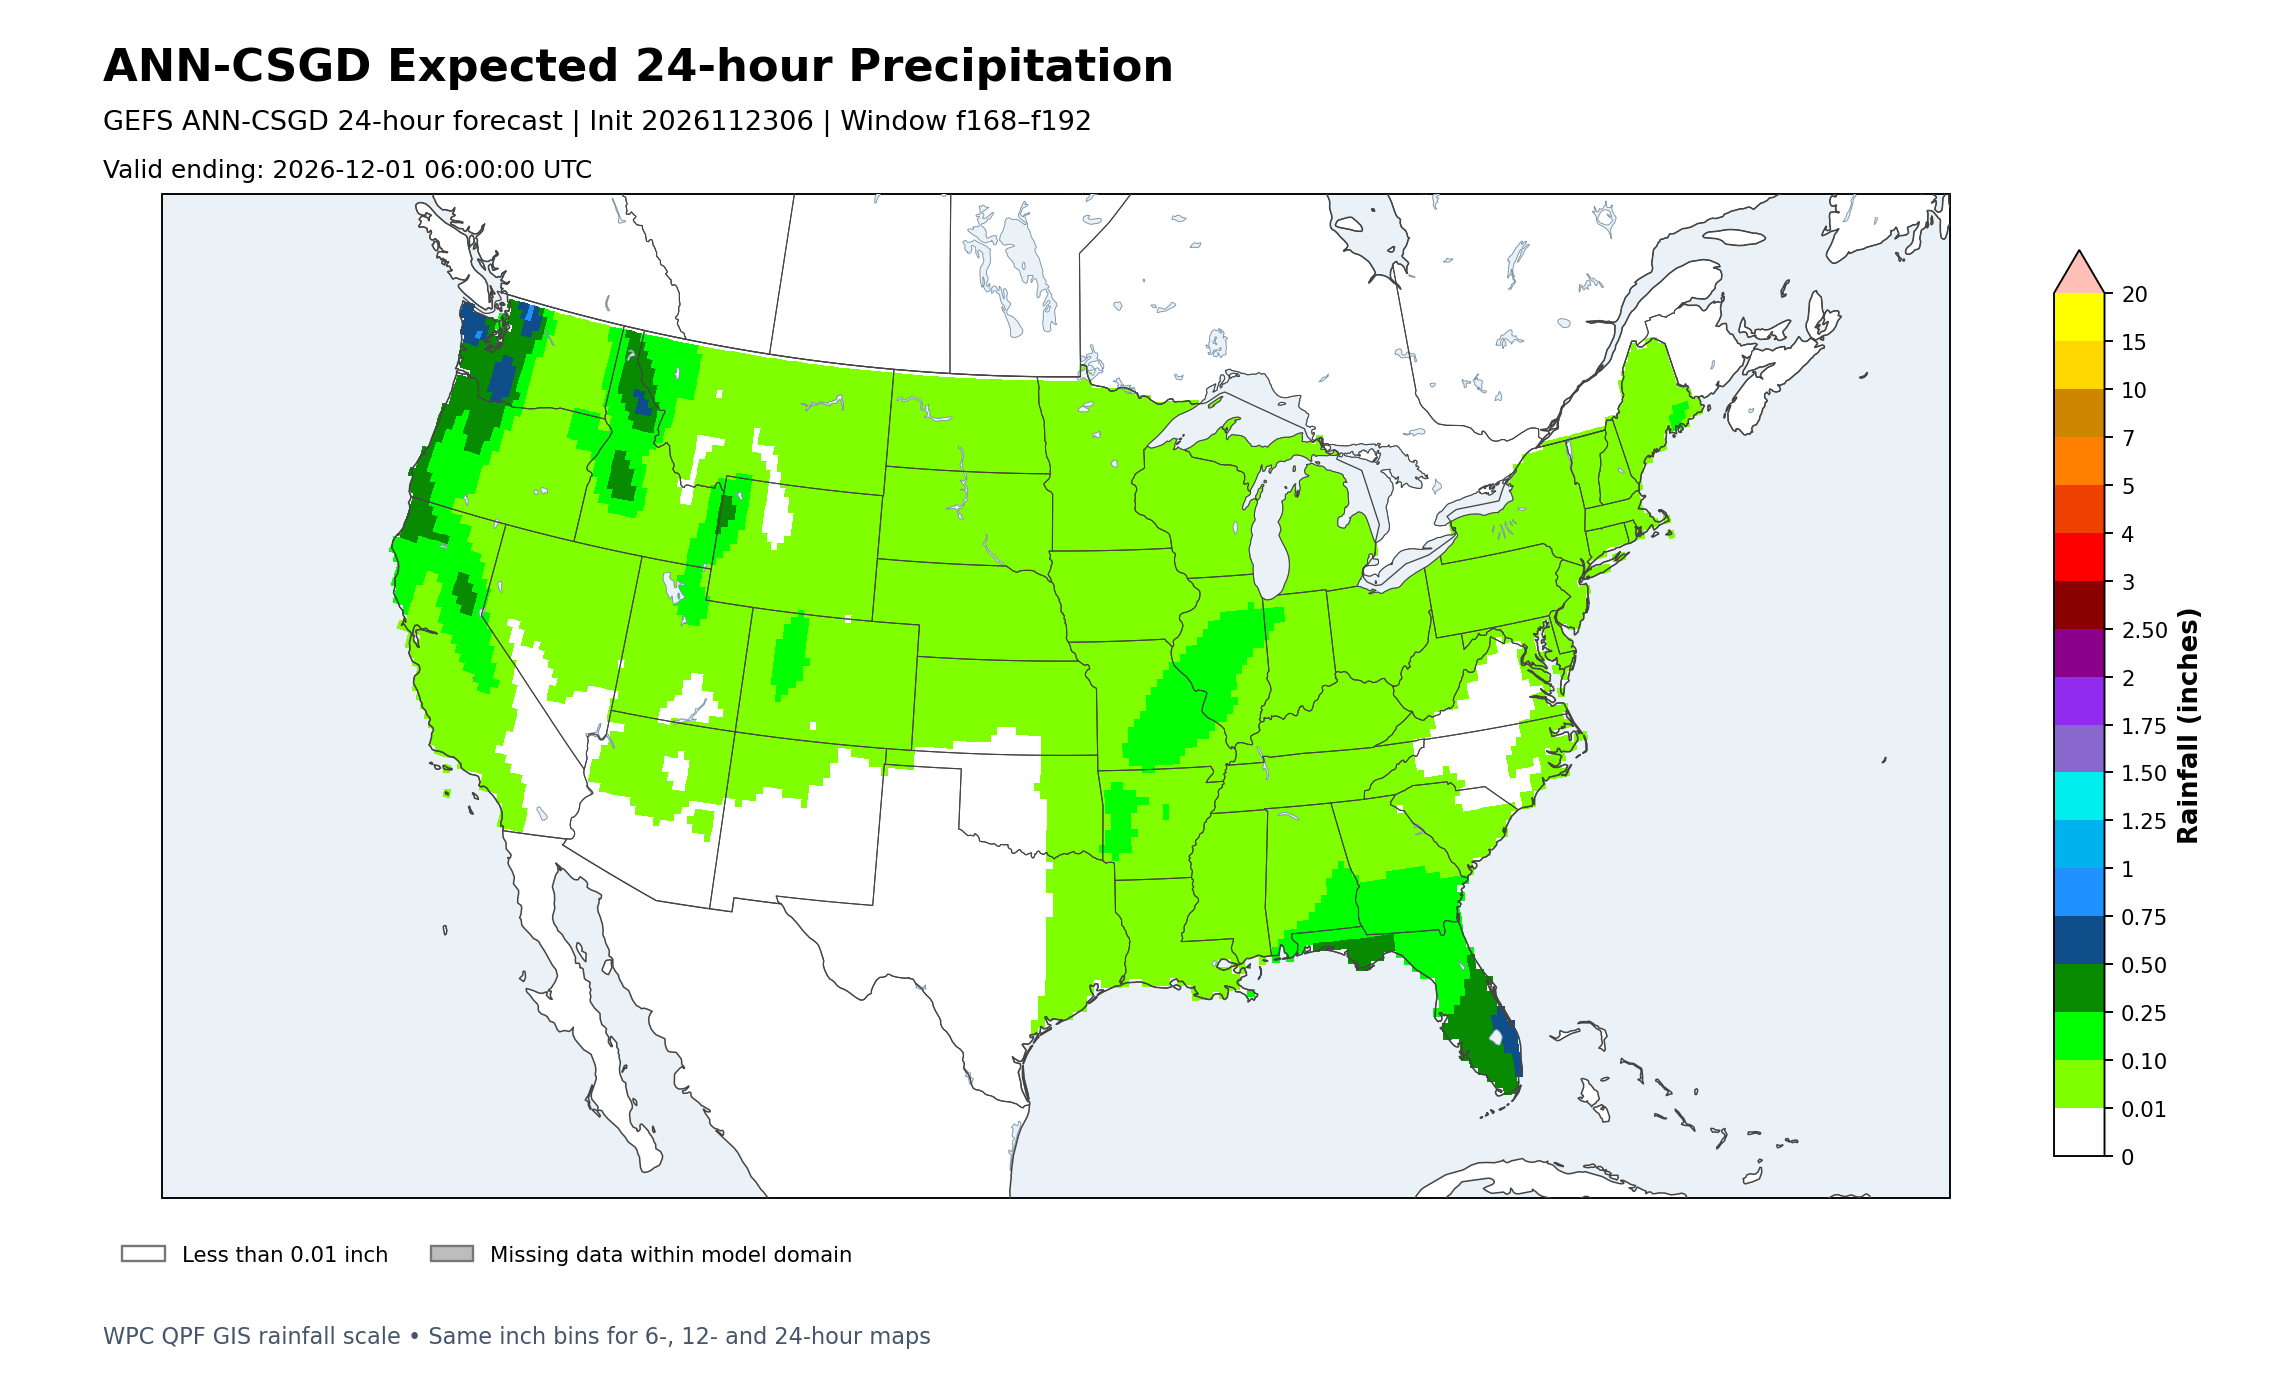 ANN-CSGD Expected 24-hour Precipitation
GEFS ANN-CSGD 24-hour forecast | Init 2026112306 | Window f168–f192
Valid ending: 2026-12-01 06:00:00 UTC
20
15
10
7
5
4
3
2.50
2
1.75
1.50
1.25
1
0.75
0.50
0.25
0.10
0.01
0
Rainfall (inches)
Less than 0.01 inch
Missing data within model domain
WPC QPF GIS rainfall scale • Same inch bins for 6-, 12- and 24-hour maps